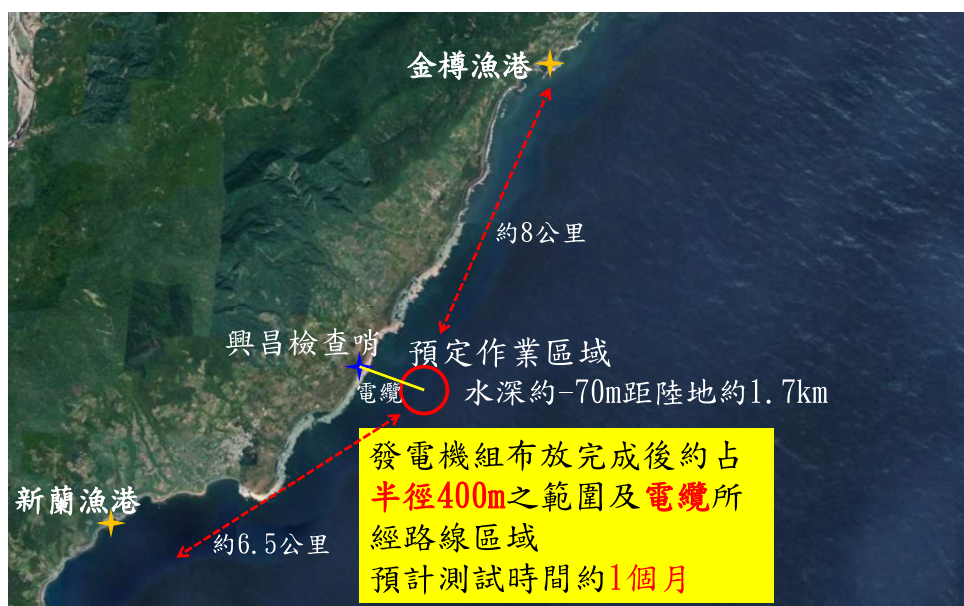 金樽漁港
約8公里
興昌檢查哨
預定作業區域
電纜
水深約-70m距陸地約1.7km
發電機組布放完成後約占
半徑400m之範圍及電纜所
經路線區域
預計測試時間約1個月
新蘭漁港
約6.5公里